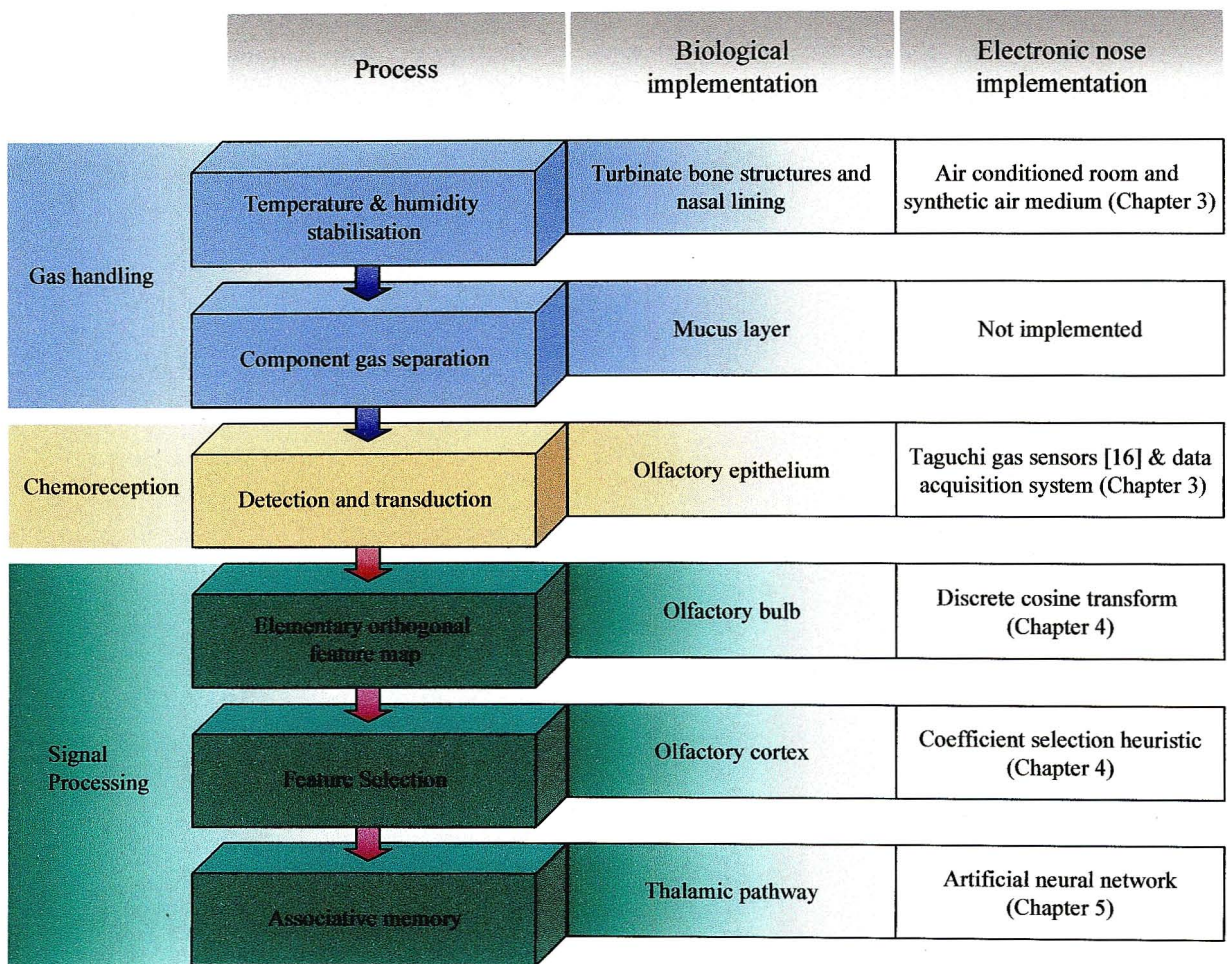 Process
Biological
implementation
Electronic nose
implementation
Gas handling
Temperature & humidity
stabilisation
Turbinate bone structures and
nasal lining
Air conditioned room and
synthetic air medium (Chapter 3)
Component gas separation
Mucus layer
Not implemented
Chemoreception
Detection and transduction
Olfactory epithelium
Taguchi gas sensors [16] & data
acquisition system (Chapter 3)
Signal
Processing
Elementary orthogonal
feature map
Olfactory bulb
Discrete cosine transform
(Chapter 4)
Feature Selection
Olfactory cortex
Coefficient selection heuristic
(Chapter 4)
Associative memory
Thalamic pathway
Artificial neural network
(Chapter 5)